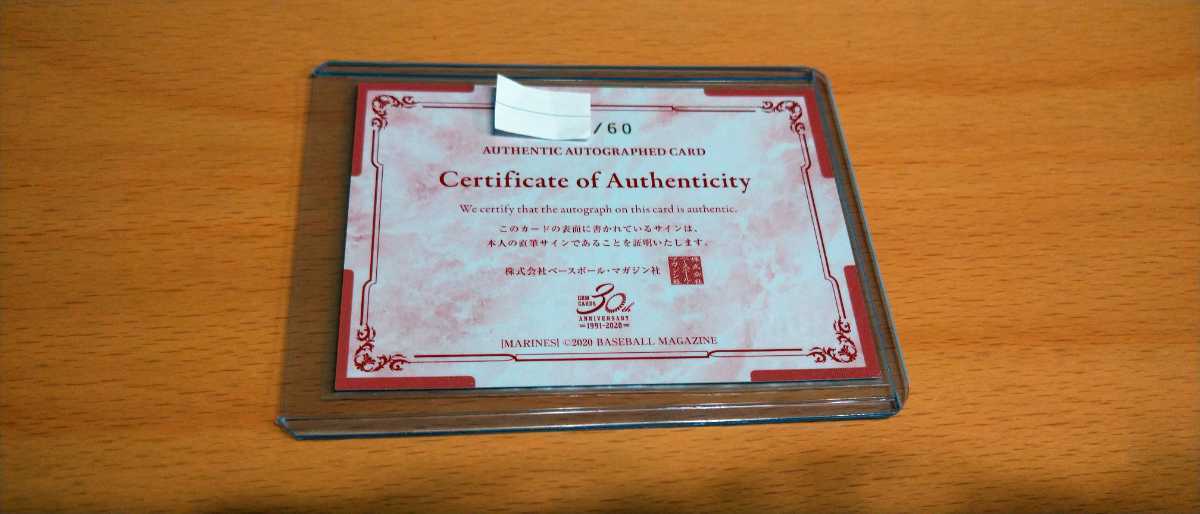 /60
AUTHENTIC AUTOGRAPHED CARD
Certificate of Authenticity
We certify that the autograph on this card is authentic.
このカードの表面に書かれているサインは、
本人の直筆サインであることを証明いたします。
株式会社ベースボール・マガジン社
BBM
CARDS
30th
ANNIVERSARY
1991-2020
[MARINES] ©2020 BASEBALL MAGAZINE